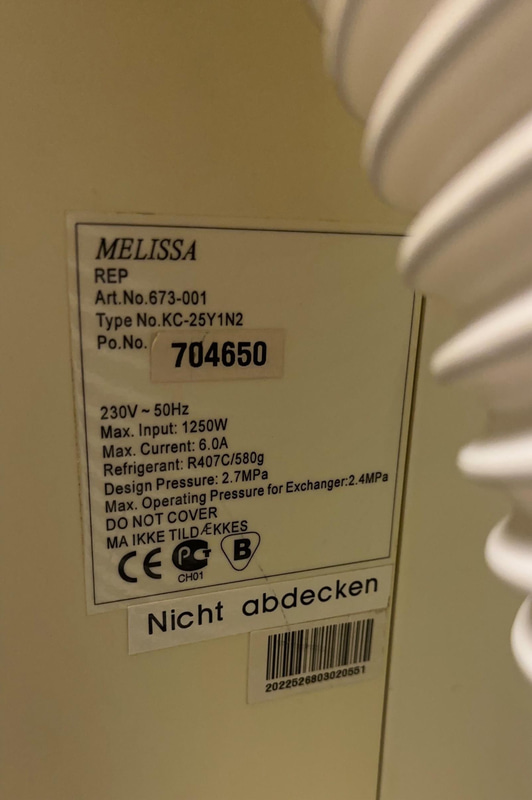 MELISSA
REP
Art.No.673-001
Type No.KC-25Y1N2
Po.No. 704650
230V ~ 50Hz
Max. Input: 1250W
Max. Current: 6.0A
Refrigerant: R407C/580g
Design Pressure: 2.7MPa
Max. Operating Pressure for Exchanger:2.4MPa
DO NOT COVER
MA IKKE TILDÆKKES
CE PCT B
CH01
Nicht abdecken
2022526803020551